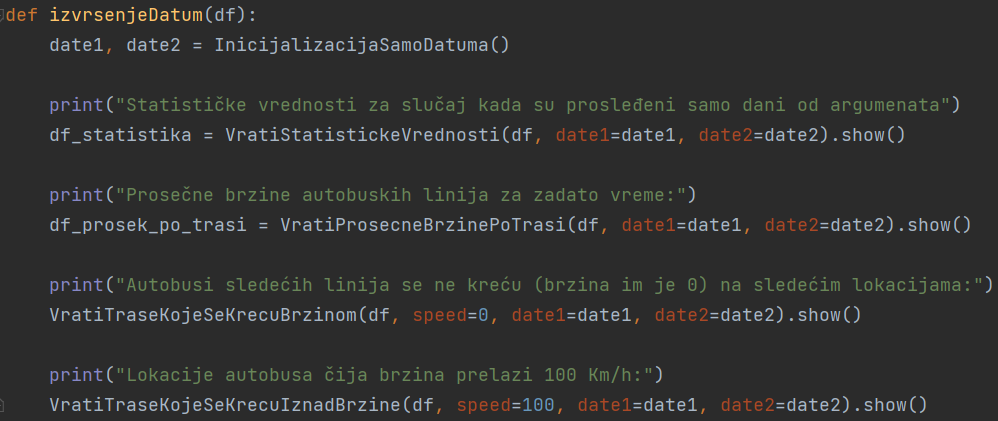 def izvrsenjeDatum(df):
    date1, date2 = InicijalizacijaSamoDatuma()
    print("Statističke vrednosti za slučaj kada su prosleđeni samo dani od argumenata")
    df_statistika = VratiStatistickeVrednosti(df, date1=date1, date2=date2).show()
    print("Prosečne brzine autobuskih linija za zadato vreme:")
    df_prosek_po_trasi = VratiProsecneBrzinePoTrasi(df, date1=date1, date2=date2).show()
    print("Autobusi sledećih linija se ne kreću (brzina im je 0) na sledećim lokacijama:")
    VratiTraseKojeSeKrecuBrzinom(df, speed=0, date1=date1, date2=date2).show()
    print("Lokacije autobusa čija brzina prelazi 100 Km/h:")
    VratiTraseKojeSeKrecuIznadBrzine(df, speed=100, date1=date1, date2=date2).show()